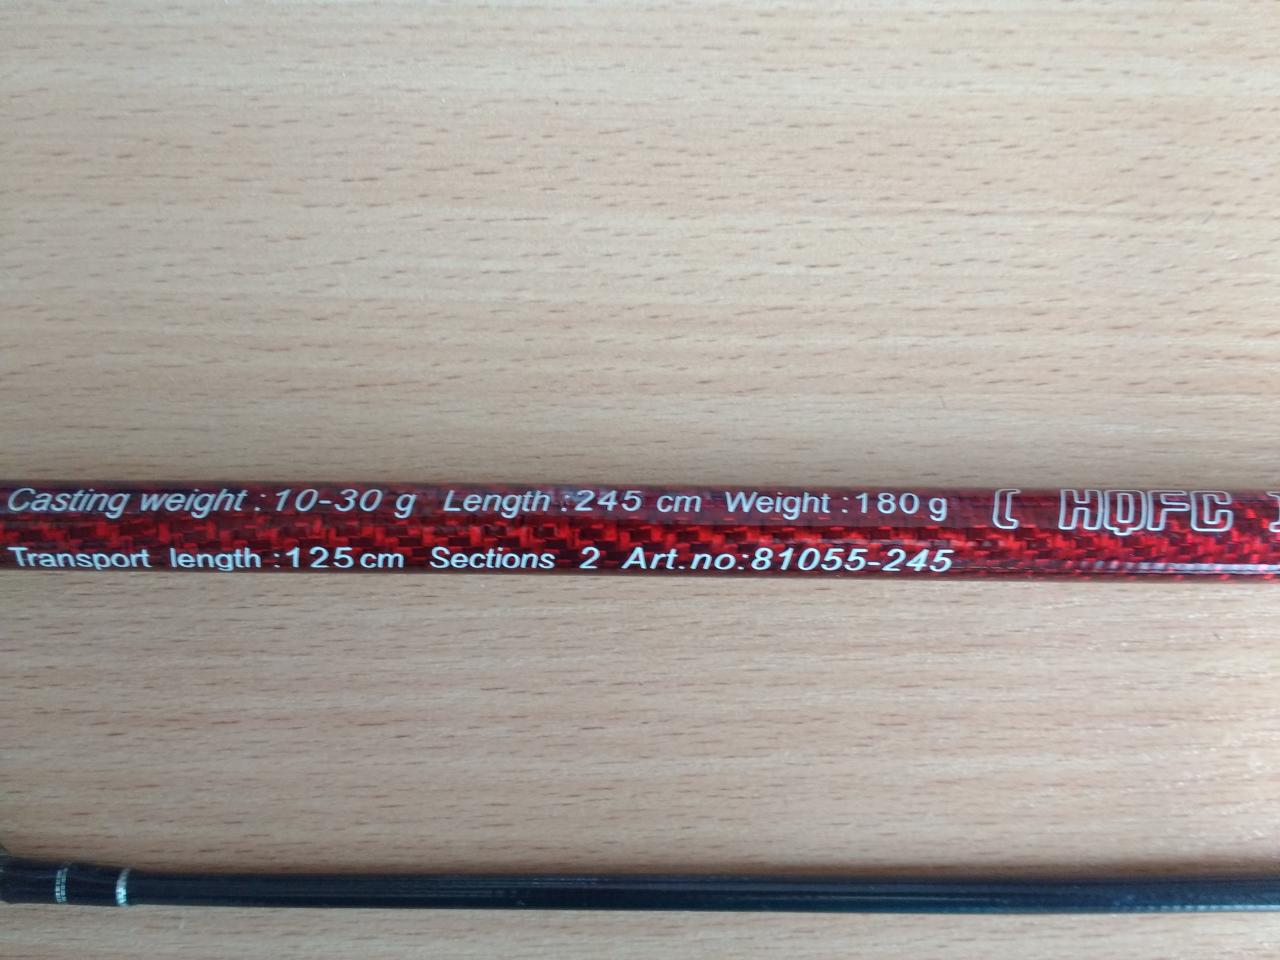 Casting weight : 10-30 g Length : 245 cm Weight : 180 g [ HQFC ]
Transport length : 125 cm Sections 2 Art.no: 81055-245